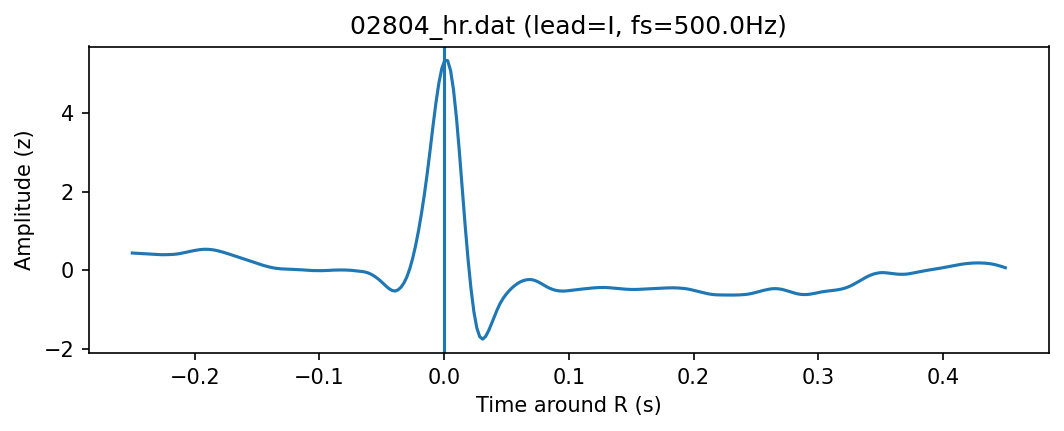 02804_hr.dat (lead=I, fs=500.0Hz)
Amplitude (z)
4
2
0
−2
−0.2 −0.1 0.0 0.1 0.2 0.3 0.4
Time around R (s)